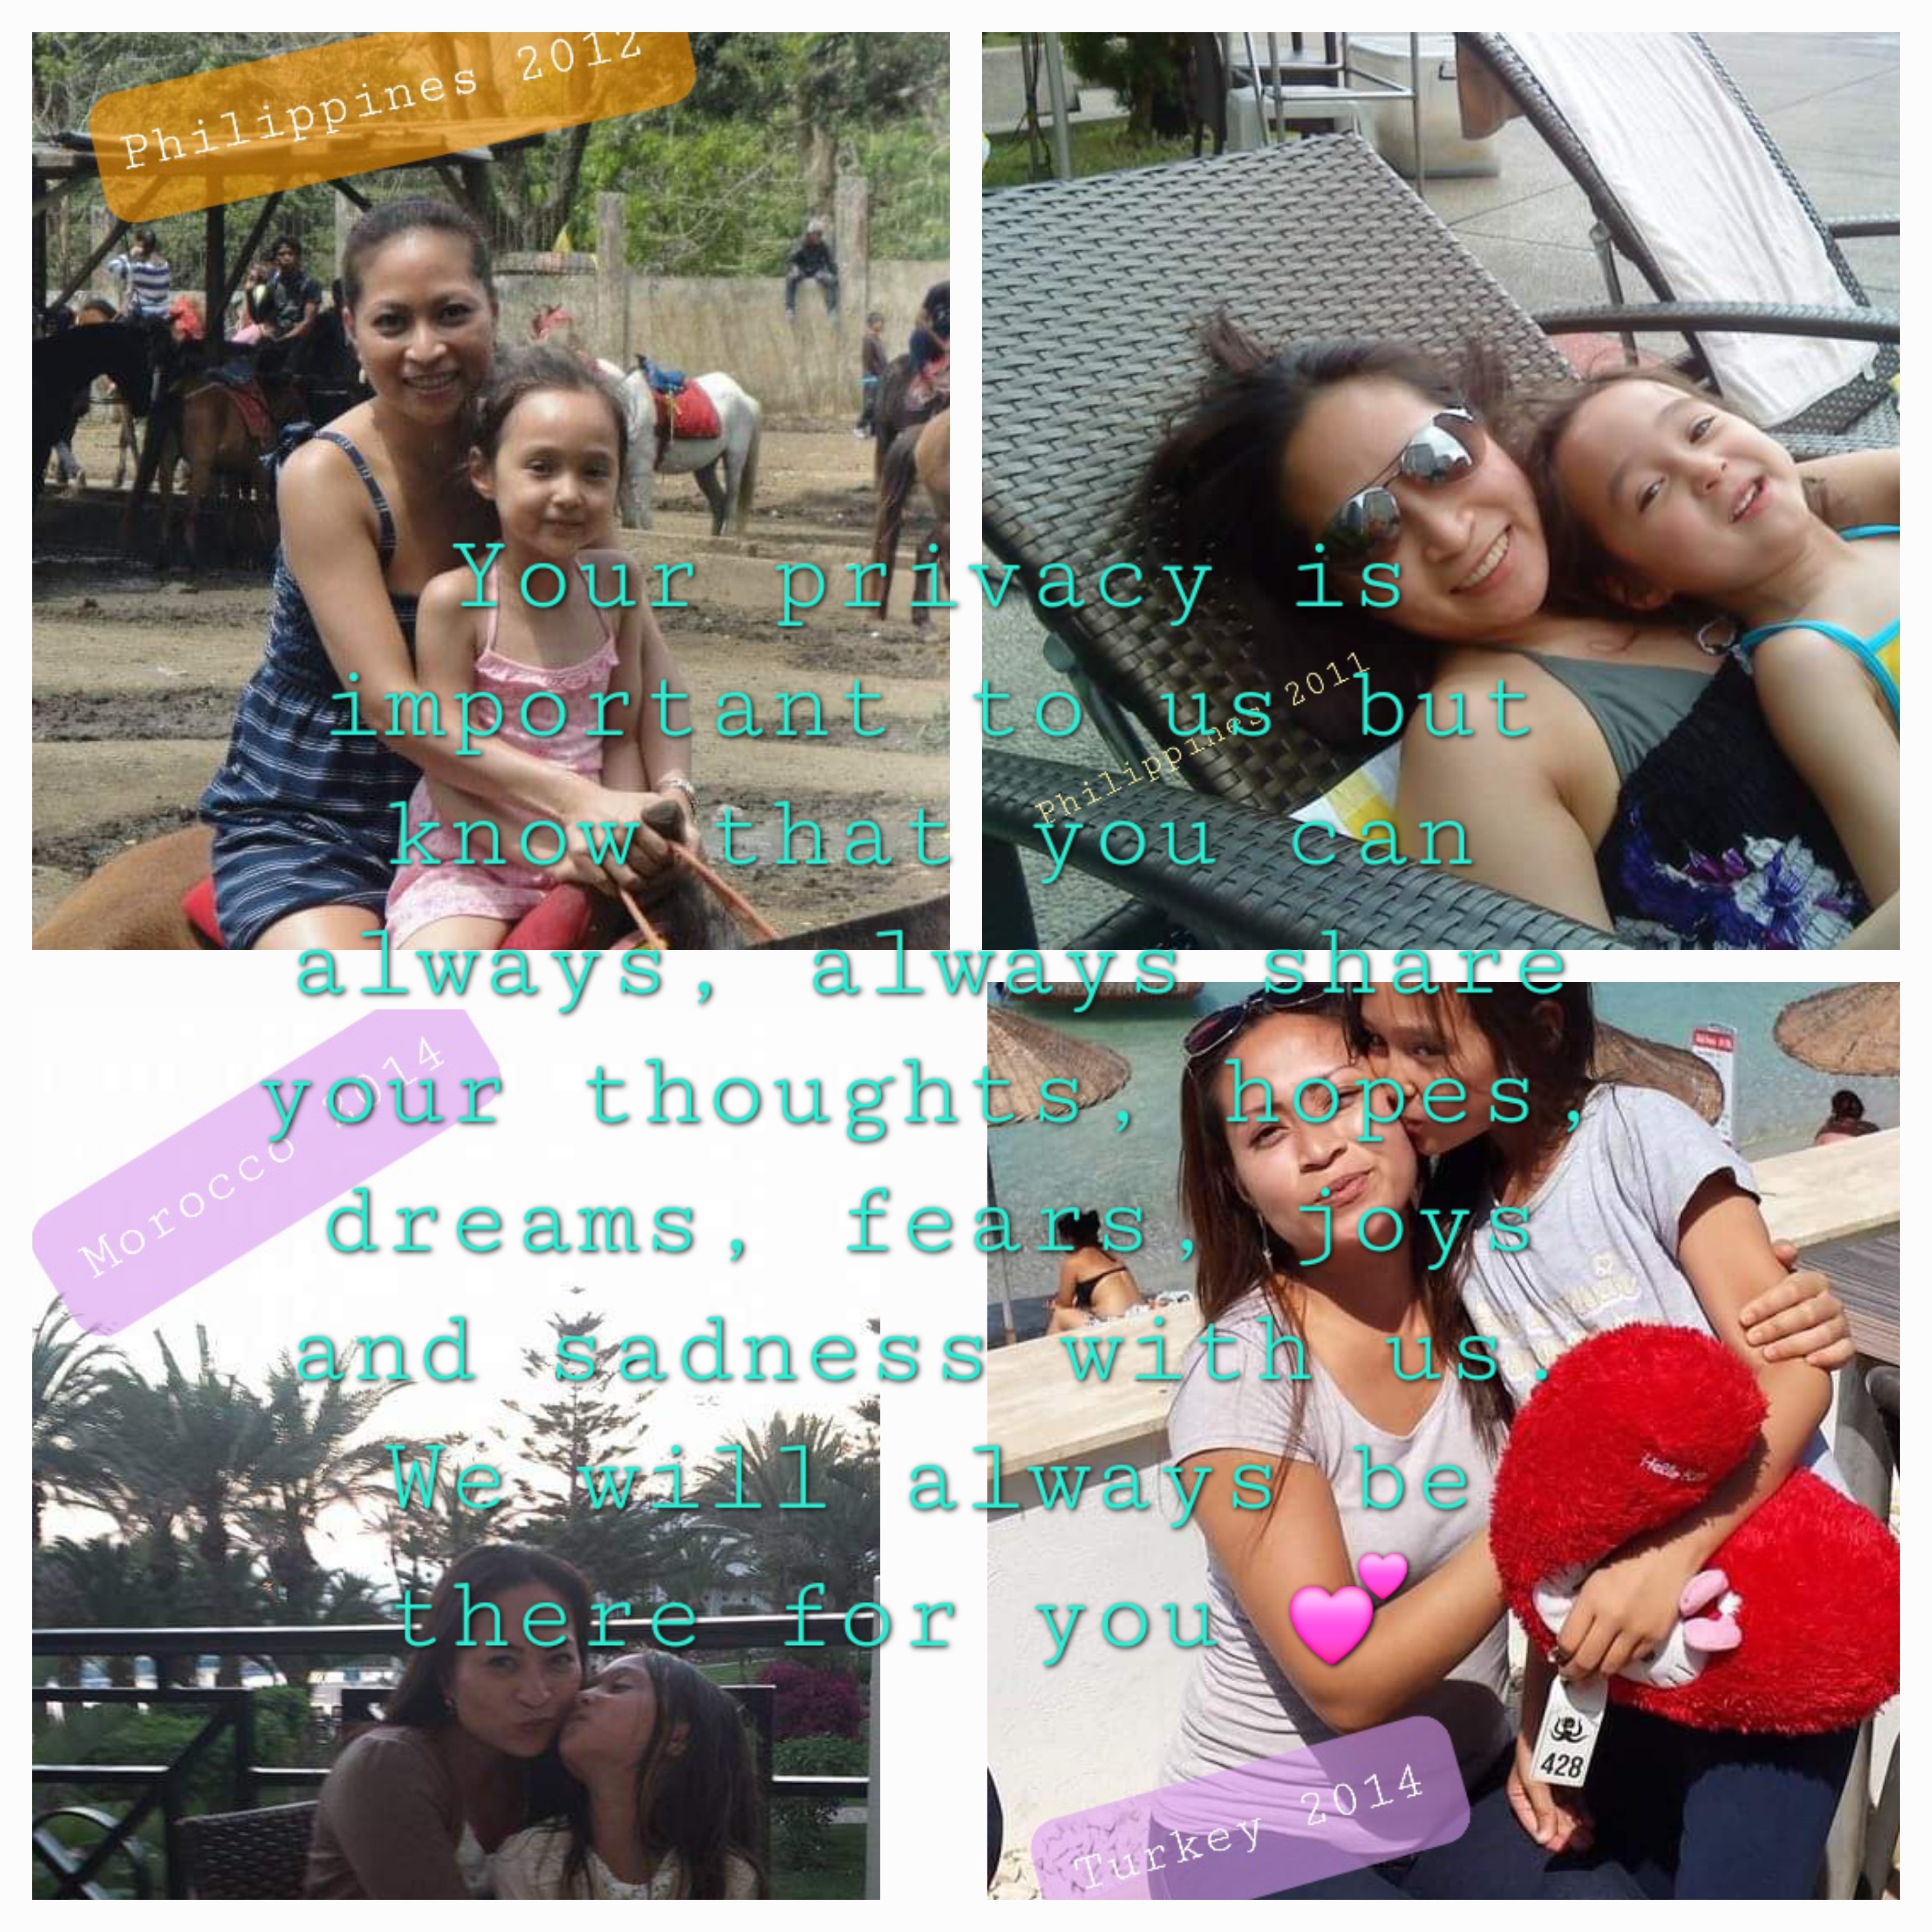 Philippines 2012
Your privacy is
important to us but
Philippines 2011
know that you can
always, always share
Morocco 2014
your thoughts, hopes,
dreams, fears, joys
and sadness with us.
We will always be
there for you 💕
Hello
428
Turkey 2014